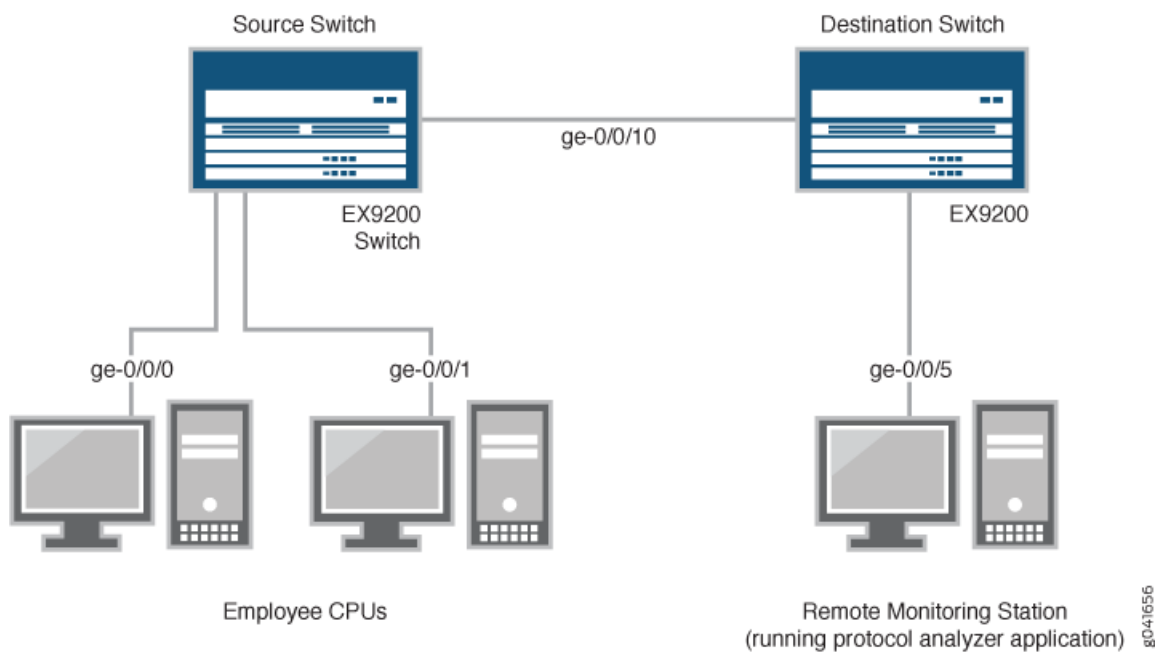 Source Switch
Destination Switch
ge-0/0/10
EX9200
Switch
EX9200
ge-0/0/0
ge-0/0/1
ge-0/0/5
Employee CPUs
Remote Monitoring Station
(running protocol analyzer application)
g041656